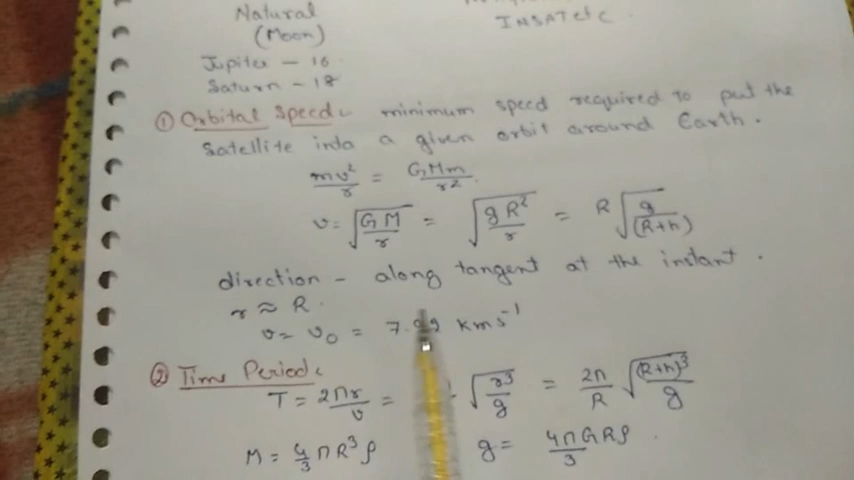 Natural
(Moon)
INSAT etc.
Jupiter – 16
Saturn – 18
① Orbital Speed: minimum speed required to put the
Satellite into a given orbit around Earth.
mv²/r = GMm/r²
v = √(GM/r) = √(gR²/r) = R √(g/(R+h))
direction – along tangent at the instant.
r ≈ R.
v = v₀ = 7.92 kms⁻¹
② Time Period:
T = 2πr/v = √(r³/g) = 2π/R √((R+h)³/g)
M = 4/3 πR³ρ g = 4πGRρ/3.